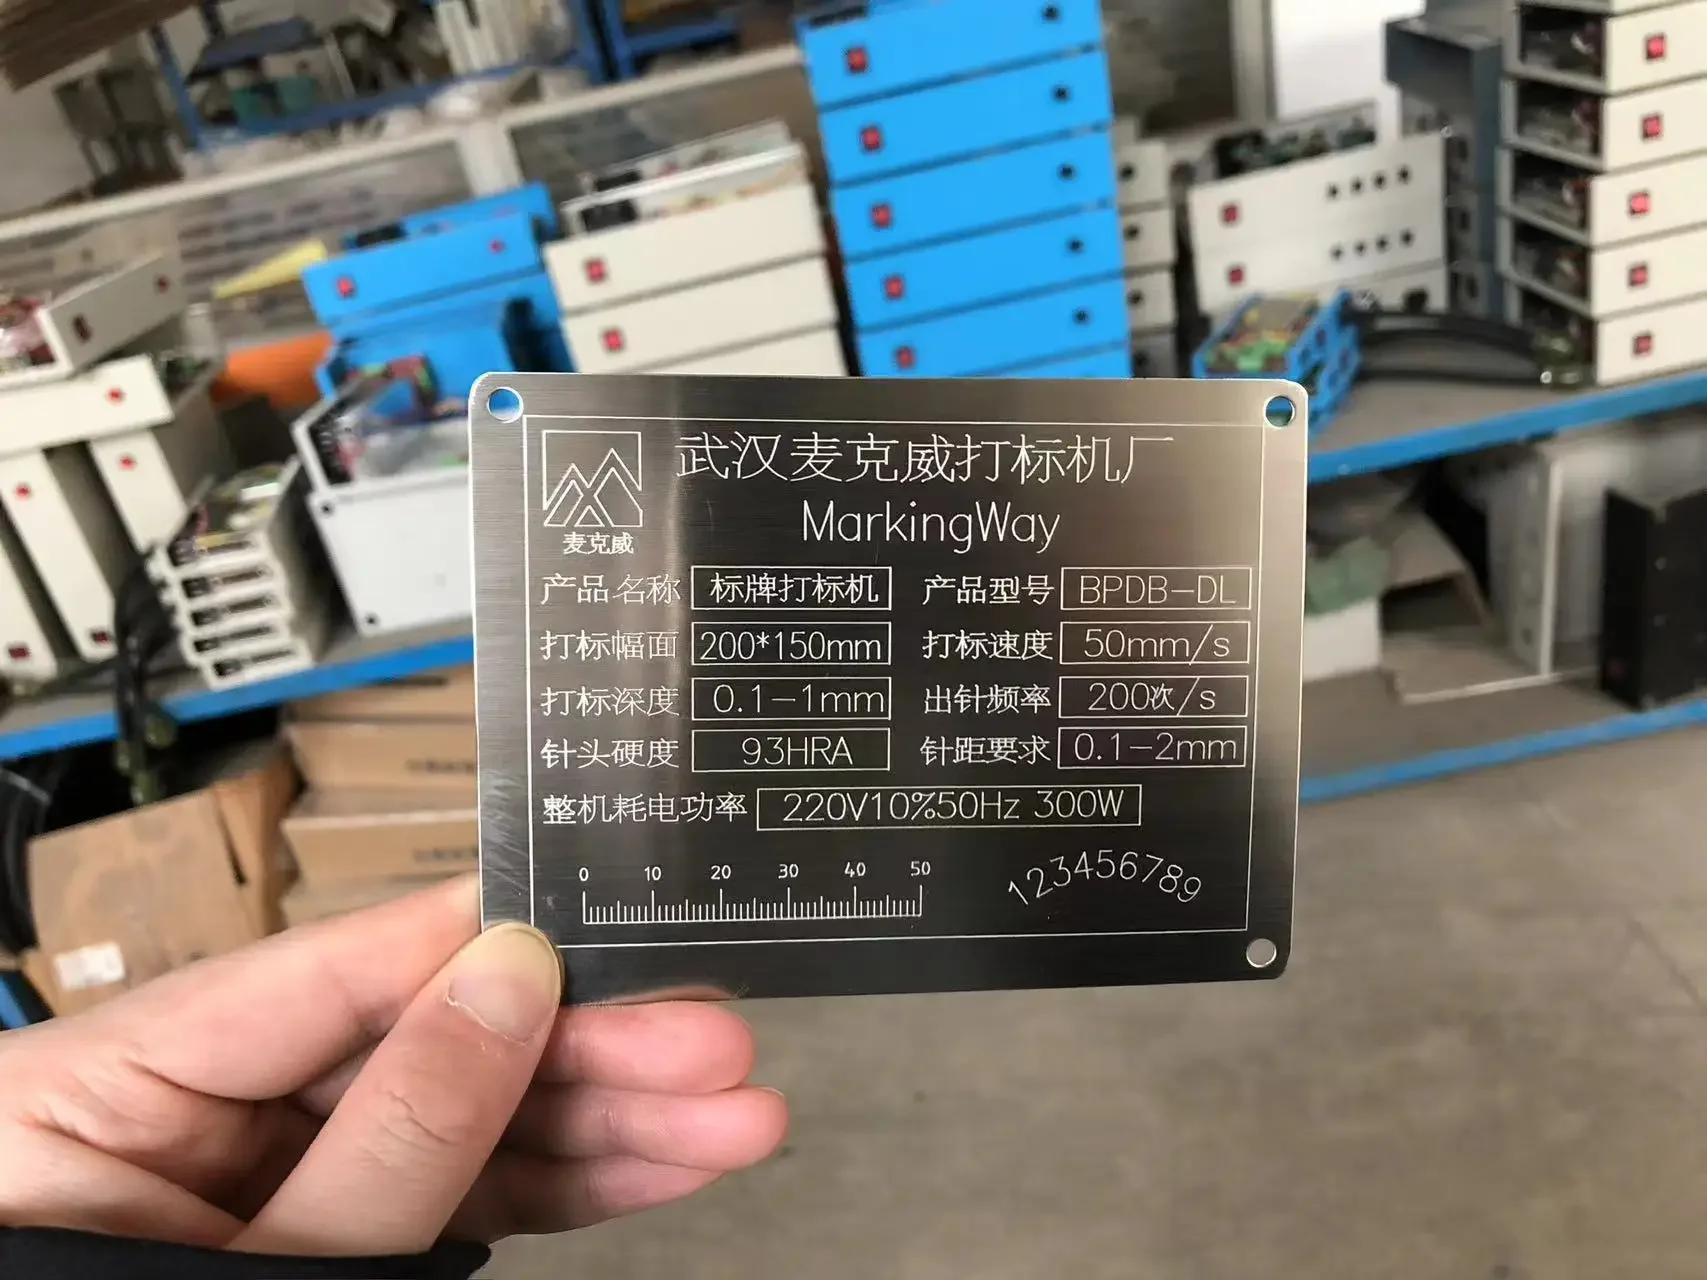 武汉麦克威打标机厂
MarkingWay
麦克威
产品名称 标牌打标机 产品型号 BPDB-DL
打标幅面 200*150mm 打标速度 50mm/s
打标深度 0.1-1mm 出针频率 200次/s
针头硬度 93HRA 针距要求 0.1-2mm
整机耗电功率 220V10%50Hz 300W
0 10 20 30 40 50
123456789